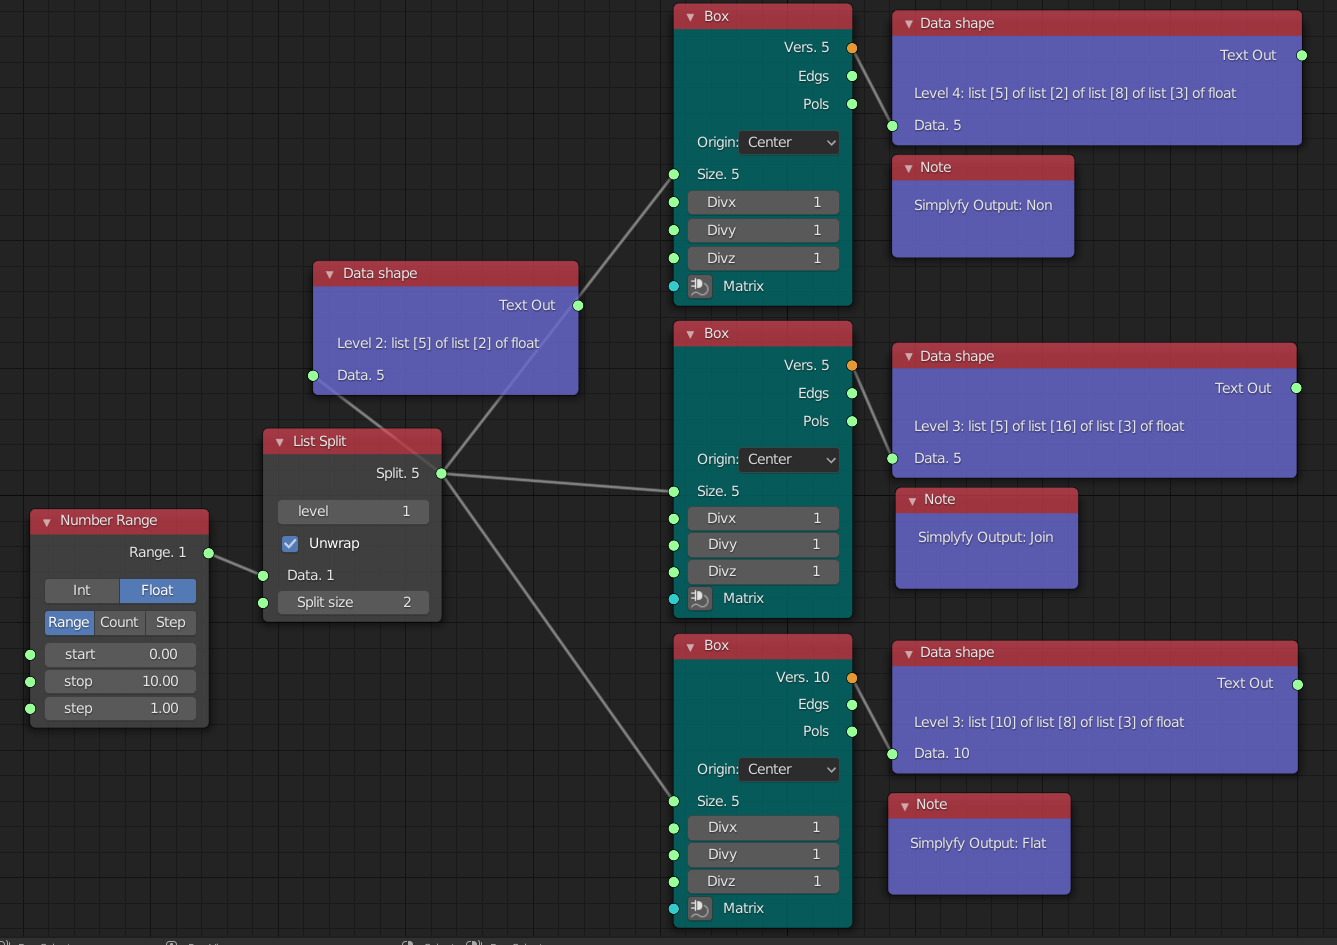 Box
Vers. 5
Edgs
Pols
Origin: Center
Size. 5
Divx 1
Divy 1
Divz 1
Matrix
Data shape
Text Out
Level 4: list [5] of list [2] of list [8] of list [3] of float
Data. 5
Note
Simplyfy Output: Non
Data shape
Text Out
Level 2: list [5] of list [2] of float
Data. 5
Box
Vers. 5
Edgs
Pols
Origin: Center
Size. 5
Divx 1
Divy 1
Divz 1
Matrix
Data shape
Text Out
Level 3: list [5] of list [16] of list [3] of float
Data. 5
Note
Simplyfy Output: Join
List Split
Split. 5
level 1
Unwrap
Data. 1
Split size 2
Number Range
Range. 1
Int Float
Range Count Step
start 0.00
stop 10.00
step 1.00
Box
Vers. 10
Edgs
Pols
Origin: Center
Size. 5
Divx 1
Divy 1
Divz 1
Matrix
Data shape
Text Out
Level 3: list [10] of list [8] of list [3] of float
Data. 10
Note
Simplyfy Output: Flat